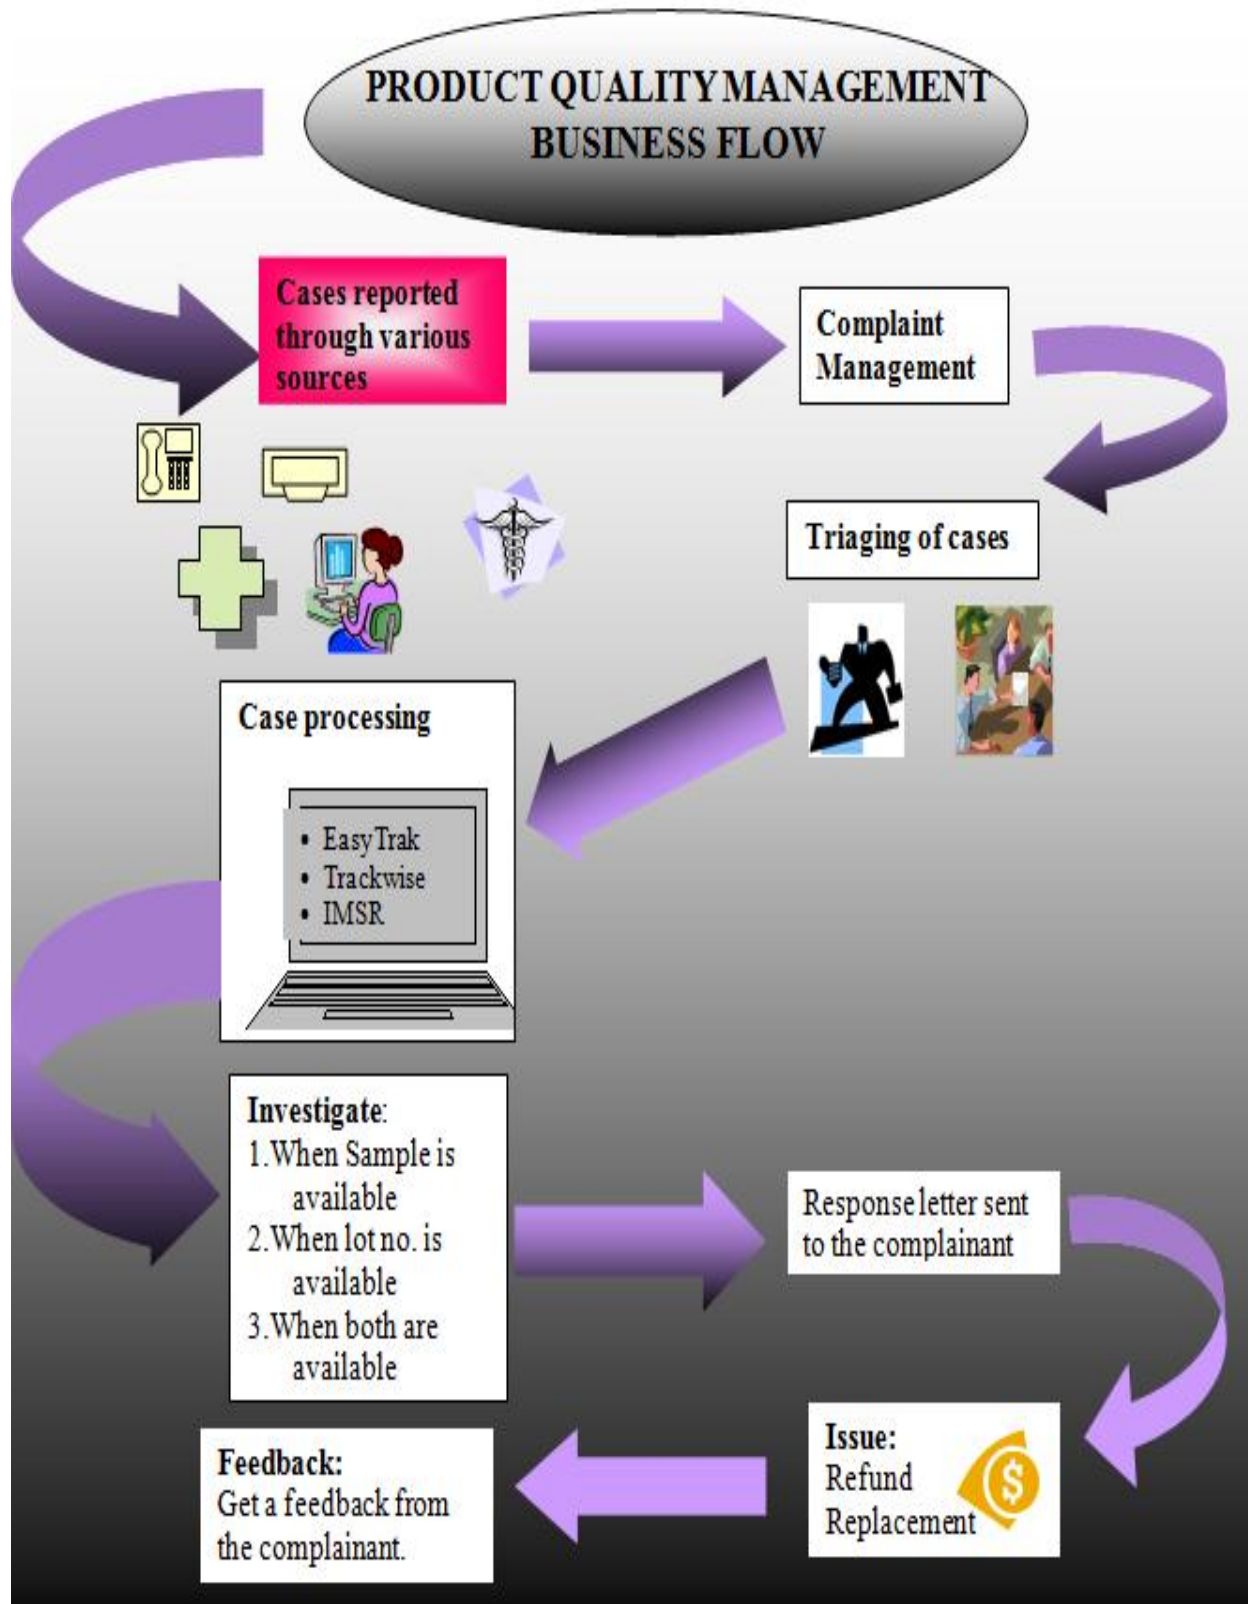 PRODUCT QUALITY MANAGEMENT
BUSINESS FLOW
Cases reported
through various
sources
Complaint
Management
Triaging of cases
Case processing
• EasyTrak
• Trackwise
• IMSR
Investigate:
1.When Sample is
available
2.When lot no. is
available
3.When both are
available
Response letter sent
to the complainant
Issue:
Refund
Replacement
$
Feedback:
Get a feedback from
the complainant.